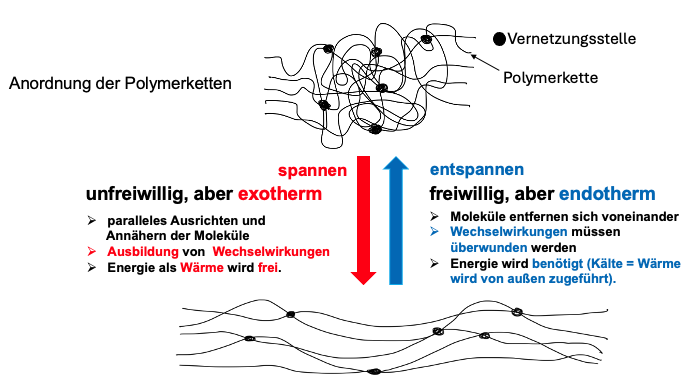 Vernetzungsstelle
Polymerkette
Anordnung der Polymerketten
spannen
unfreiwillig, aber exotherm
paralleles Ausrichten und
Annähern der Moleküle
Ausbildung von Wechselwirkungen
Energie als Wärme wird frei.
entspannen
freiwillig, aber endotherm
Moleküle entfernen sich voneinander
Wechselwirkungen müssen
überwunden werden
Energie wird benötigt (Kälte = Wärme
wird von außen zugeführt).